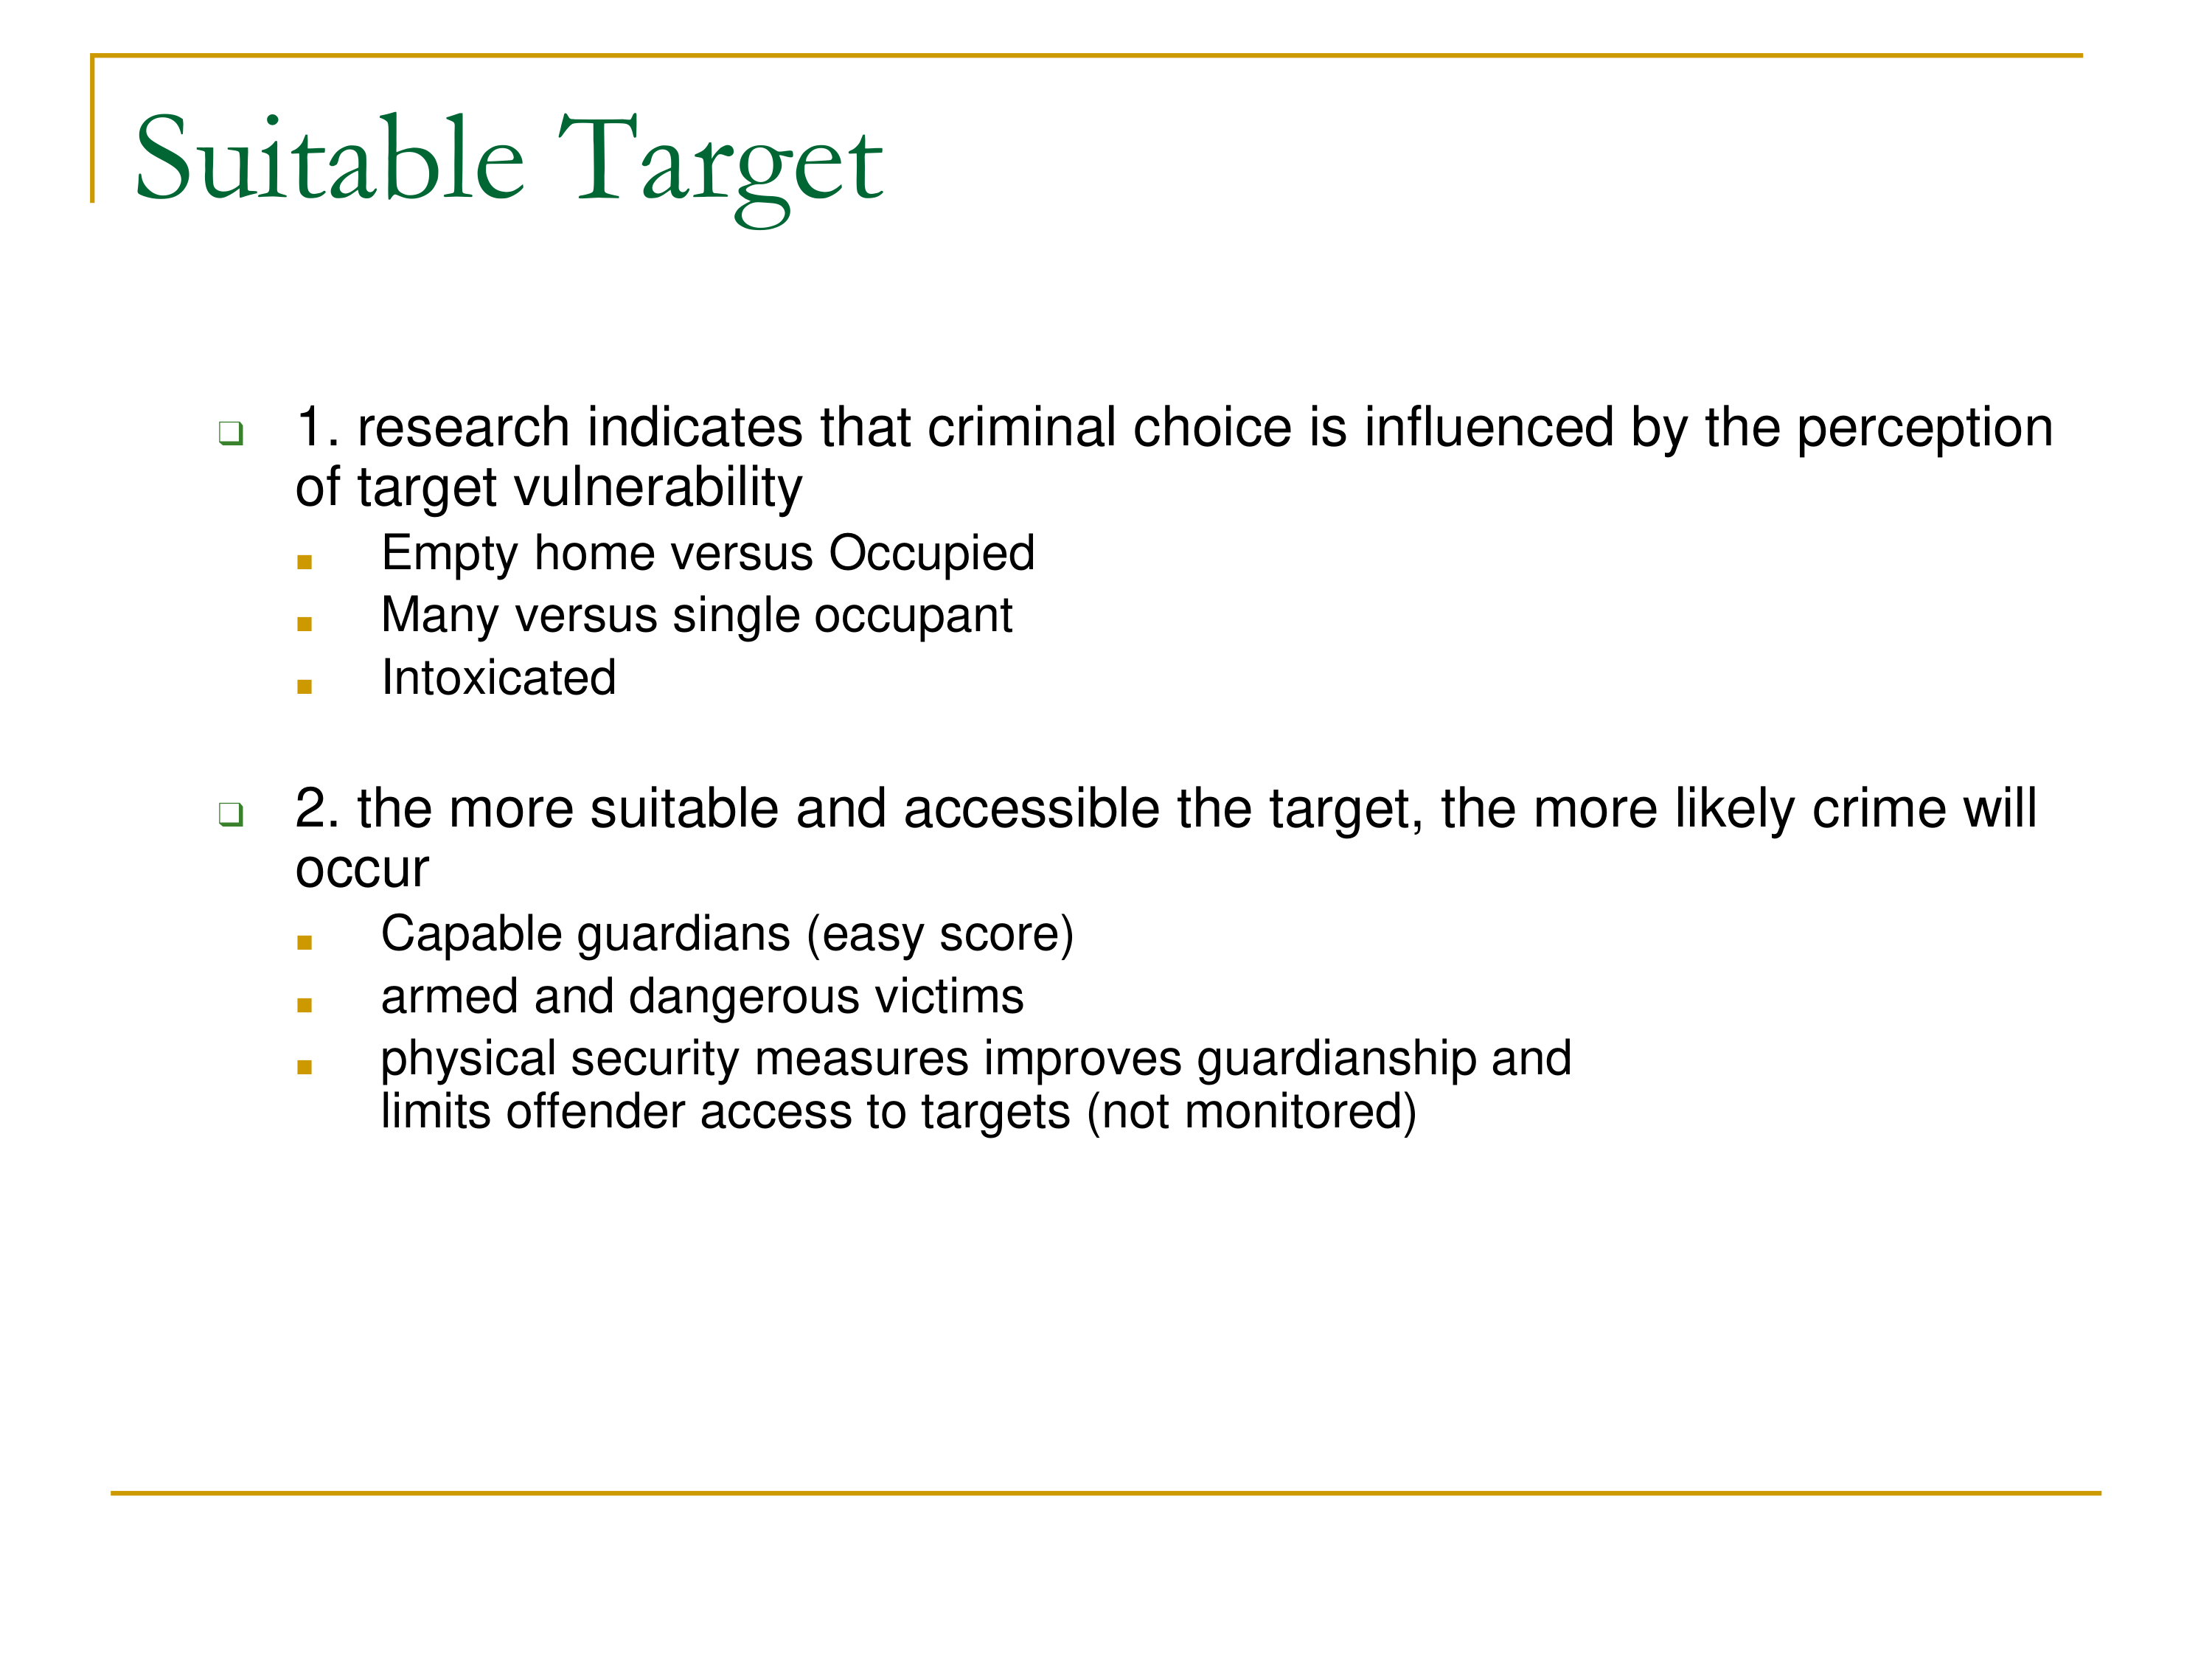 Suitable Target
❑ 1. research indicates that criminal choice is influenced by the perception
of target vulnerability
■ Empty home versus Occupied
■ Many versus single occupant
■ Intoxicated
❑ 2. the more suitable and accessible the target, the more likely crime will
occur
■ Capable guardians (easy score)
■ armed and dangerous victims
■ physical security measures improves guardianship and
limits offender access to targets (not monitored)